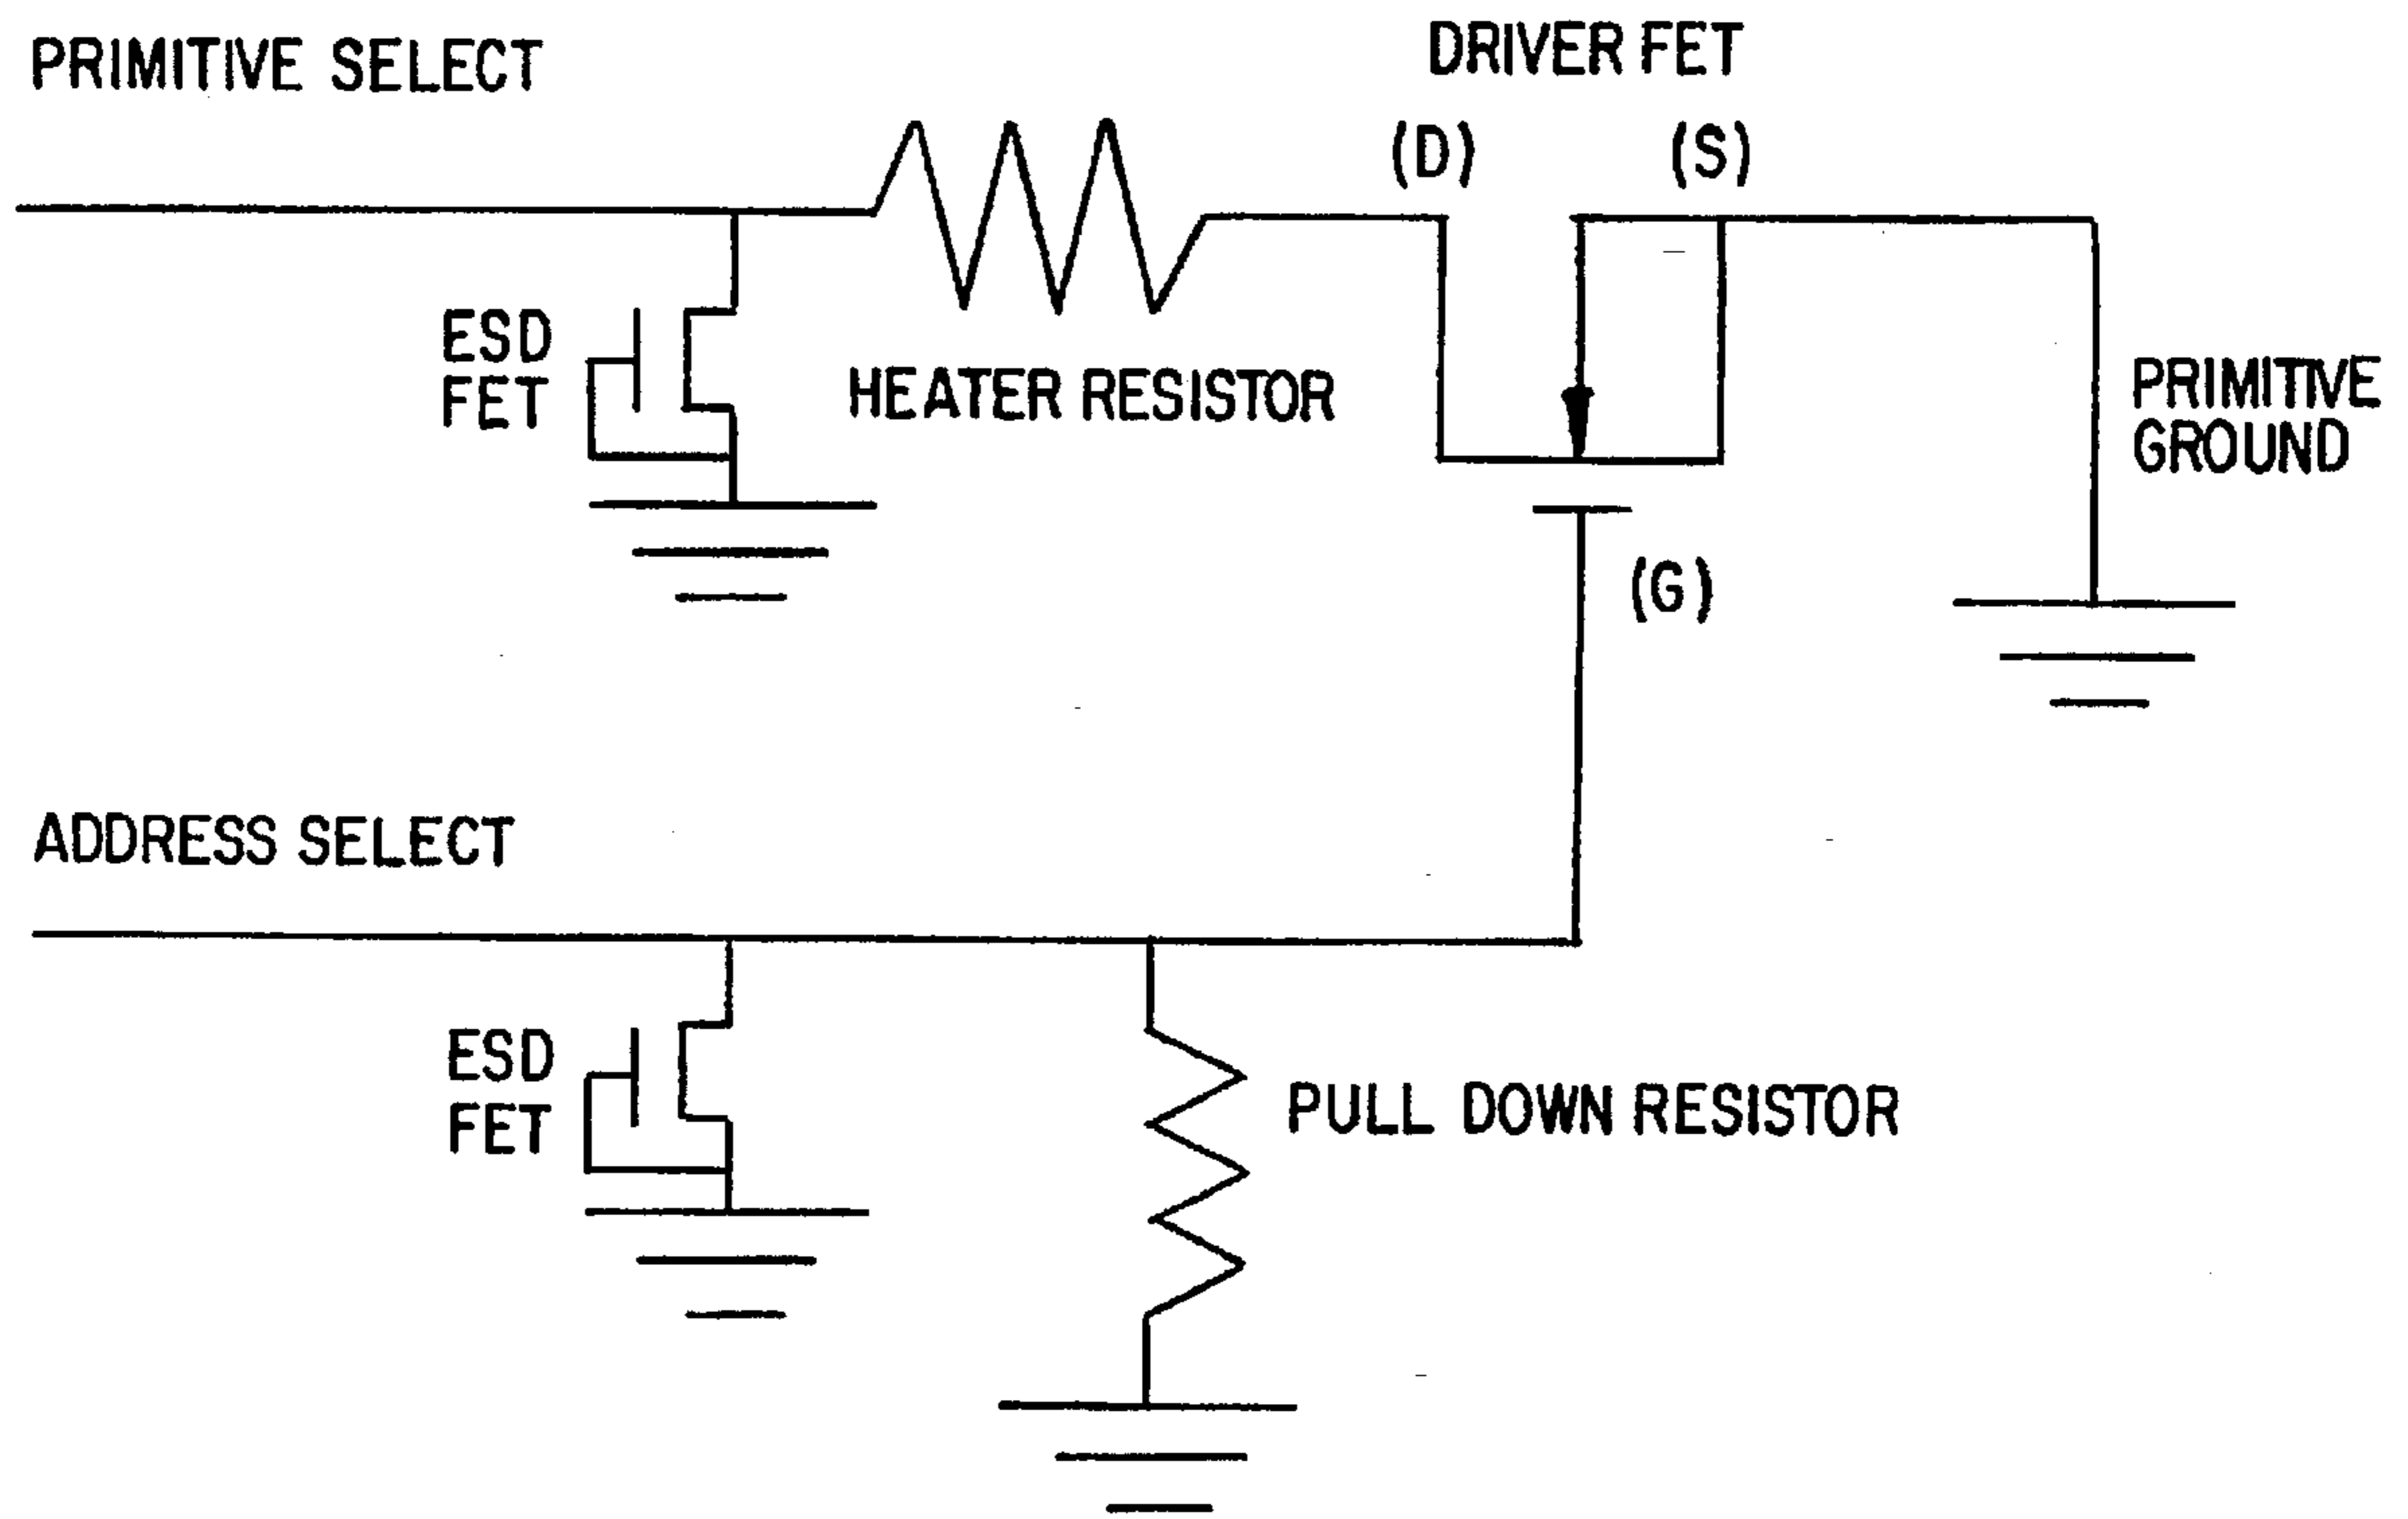 PRIMITIVE SELECT
DRIVER FET
(D)
(S)
ESD
FET
HEATER RESISTOR
PRIMITIVE
GROUND
(G)
ADDRESS SELECT
ESD
FET
PULL DOWN RESISTOR